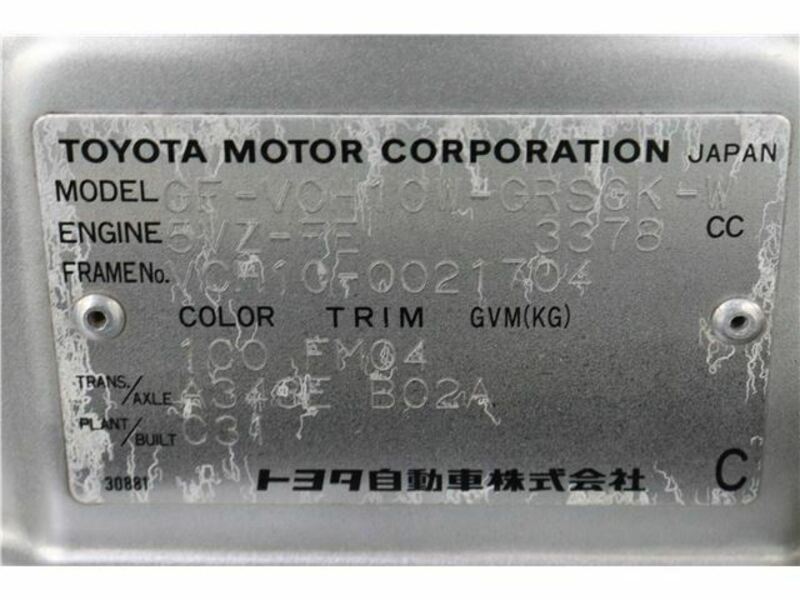 TOYOTA MOTOR CORPORATION JAPAN
MODEL GF-VCH10W-GRSGK-W
ENGINE 5VZ-FE 3378 CC
FRAMENo. VCH10-0021704
COLOR TRIM GVM(KG)
1C0 FM04
TRANS./AXLE A340E B02A
PLANT/BUILT C31
30881 トヨタ自動車株式会社 C